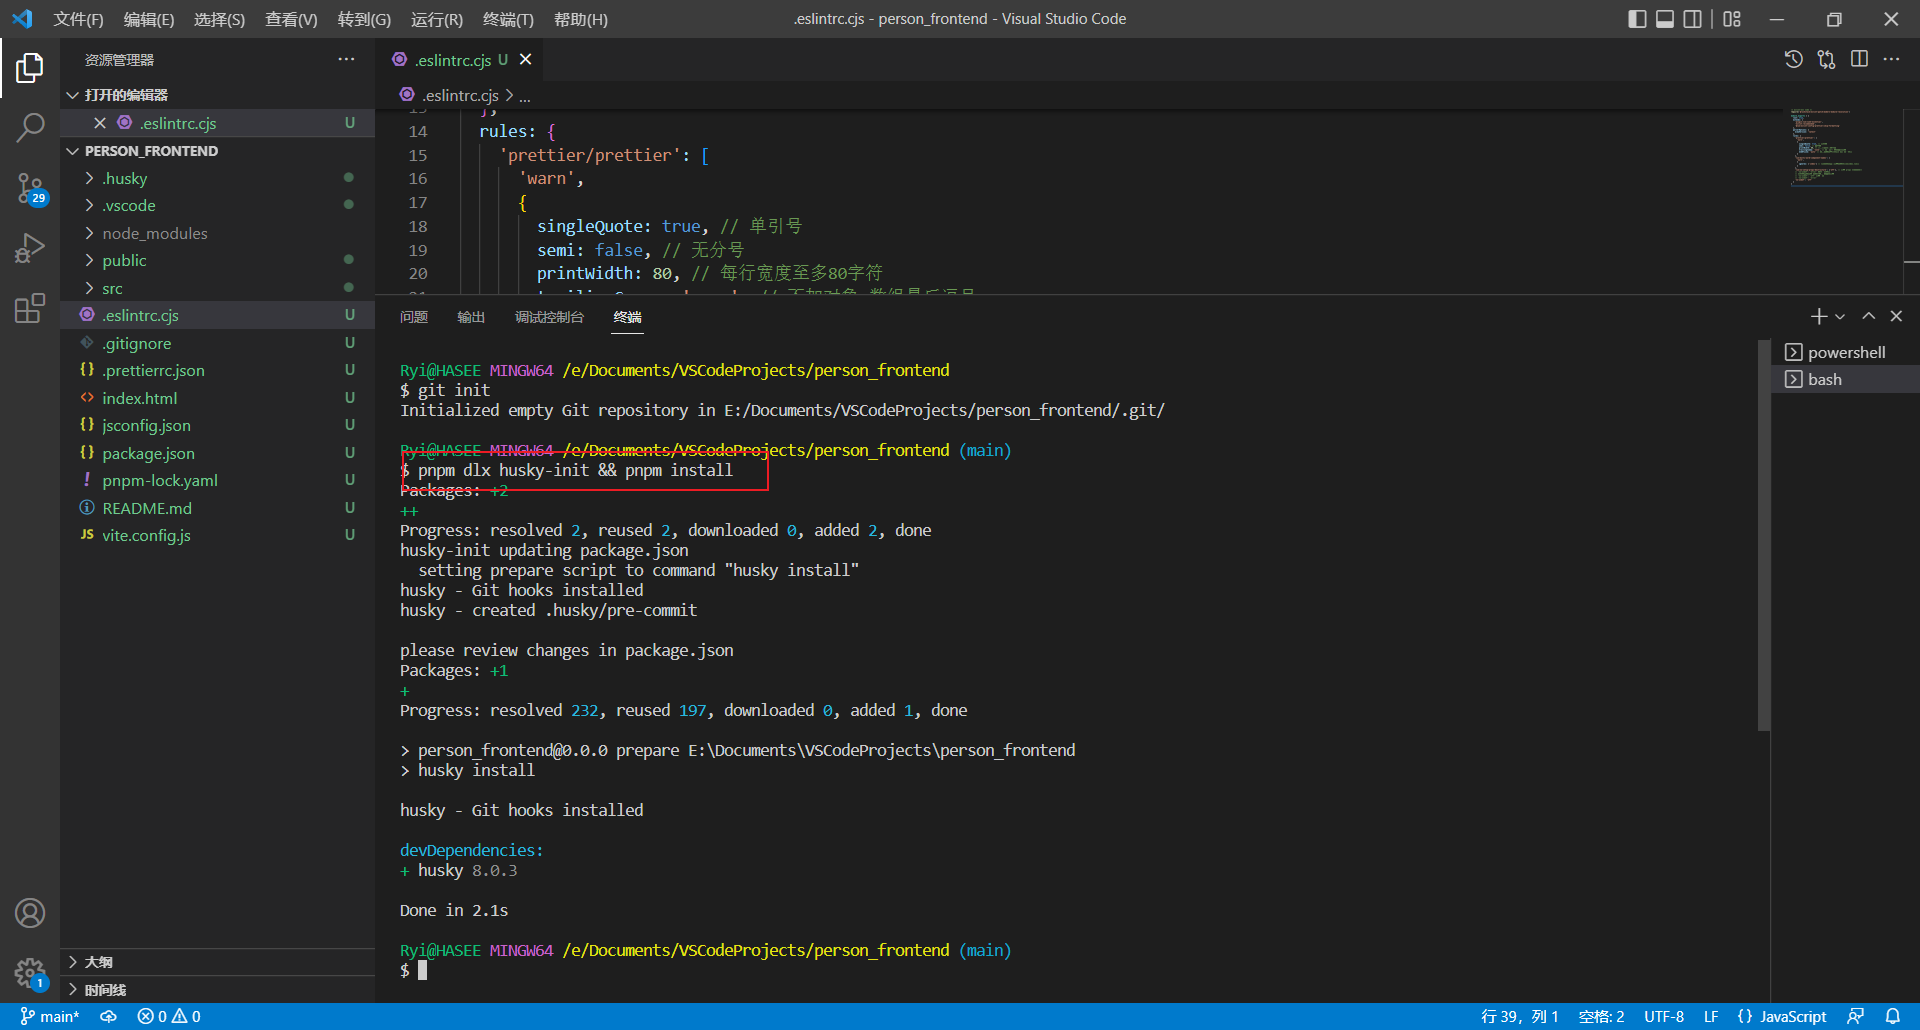 文件(F) 编辑(E) 选择(S) 查看(V) 转到(G) 运行(R) 终端(T) 帮助(H)
.eslintrc.cjs - person_frontend - Visual Studio Code
资源管理器
打开的编辑器
.eslintrc.cjs U
PERSON_FRONTEND
.husky
.vscode
node_modules
public
src
.eslintrc.cjs U
.gitignore U
.prettierrc.json U
index.html U
jsconfig.json U
package.json U
pnpm-lock.yaml U
README.md U
JS vite.config.js U
大纲
时间线
29
1
.eslintrc.cjs U
.eslintrc.cjs > ...
14 rules: {
15 'prettier/prettier': [
16 'warn',
17 {
18 singleQuote: true, // 单引号
19 semi: false, // 无分号
20 printWidth: 80, // 每行宽度至多80字符
问题 输出 调试控制台 终端
powershell
bash
Ryi@HASEE MINGW64 /e/Documents/VSCodeProjects/person_frontend
$ git init
Initialized empty Git repository in E:/Documents/VSCodeProjects/person_frontend/.git/
Ryi@HASEE MINGW64 /e/Documents/VSCodeProjects/person_frontend (main)
$ pnpm dlx husky-init && pnpm install
Packages: +2
++
Progress: resolved 2, reused 2, downloaded 0, added 2, done
husky-init updating package.json
setting prepare script to command "husky install"
husky - Git hooks installed
husky - created .husky/pre-commit
please review changes in package.json
Packages: +1
+
Progress: resolved 232, reused 197, downloaded 0, added 1, done
> person_frontend@0.0.0 prepare E:\Documents\VSCodeProjects\person_frontend
> husky install
husky - Git hooks installed
devDependencies:
+ husky 8.0.3
Done in 2.1s
Ryi@HASEE MINGW64 /e/Documents/VSCodeProjects/person_frontend (main)
$
main* 0 0
行 39，列 1 空格: 2 UTF-8 LF {} JavaScript